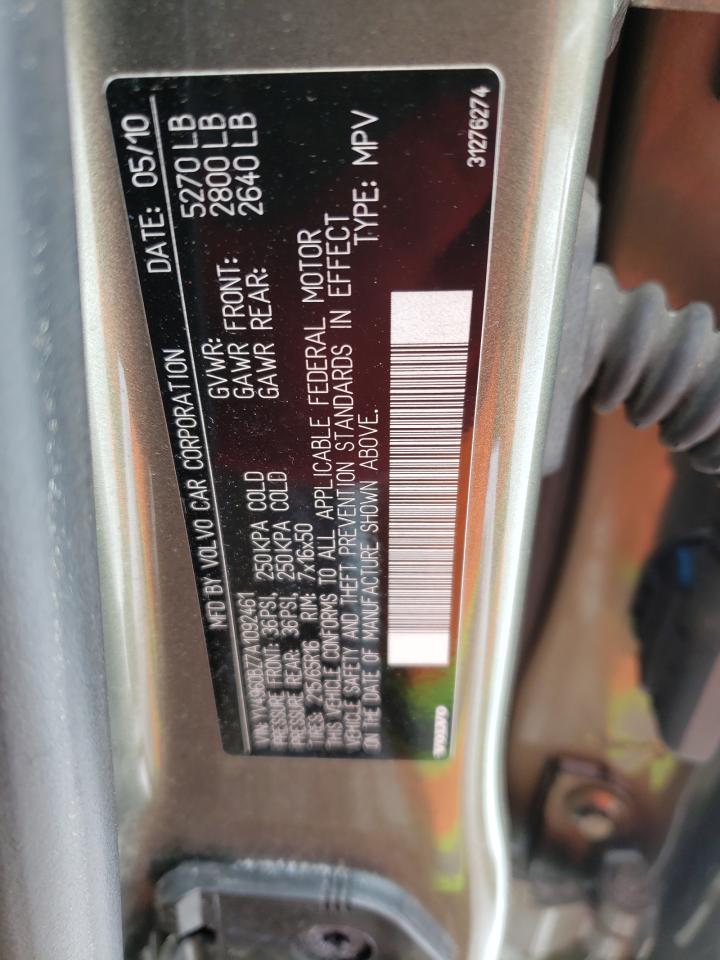 MFD BY VOLVO CAR CORPORATION DATE: 05/10
VIN: YV4960BZ7A1092461 GVWR: 5270 LB
PRESSURE FRONT: 36PSI, 250KPA COLD GAWR FRONT: 2800 LB
PRESSURE REAR: 36PSI, 250KPA COLD GAWR REAR: 2640 LB
TIRES: 215/65R16 RIM: 7x16x50
THIS VEHICLE CONFORMS TO ALL APPLICABLE FEDERAL MOTOR
VEHICLE SAFETY AND THEFT PREVENTION STANDARDS IN EFFECT
ON THE DATE OF MANUFACTURE SHOWN ABOVE. TYPE: MPV
VOLVO 31276274